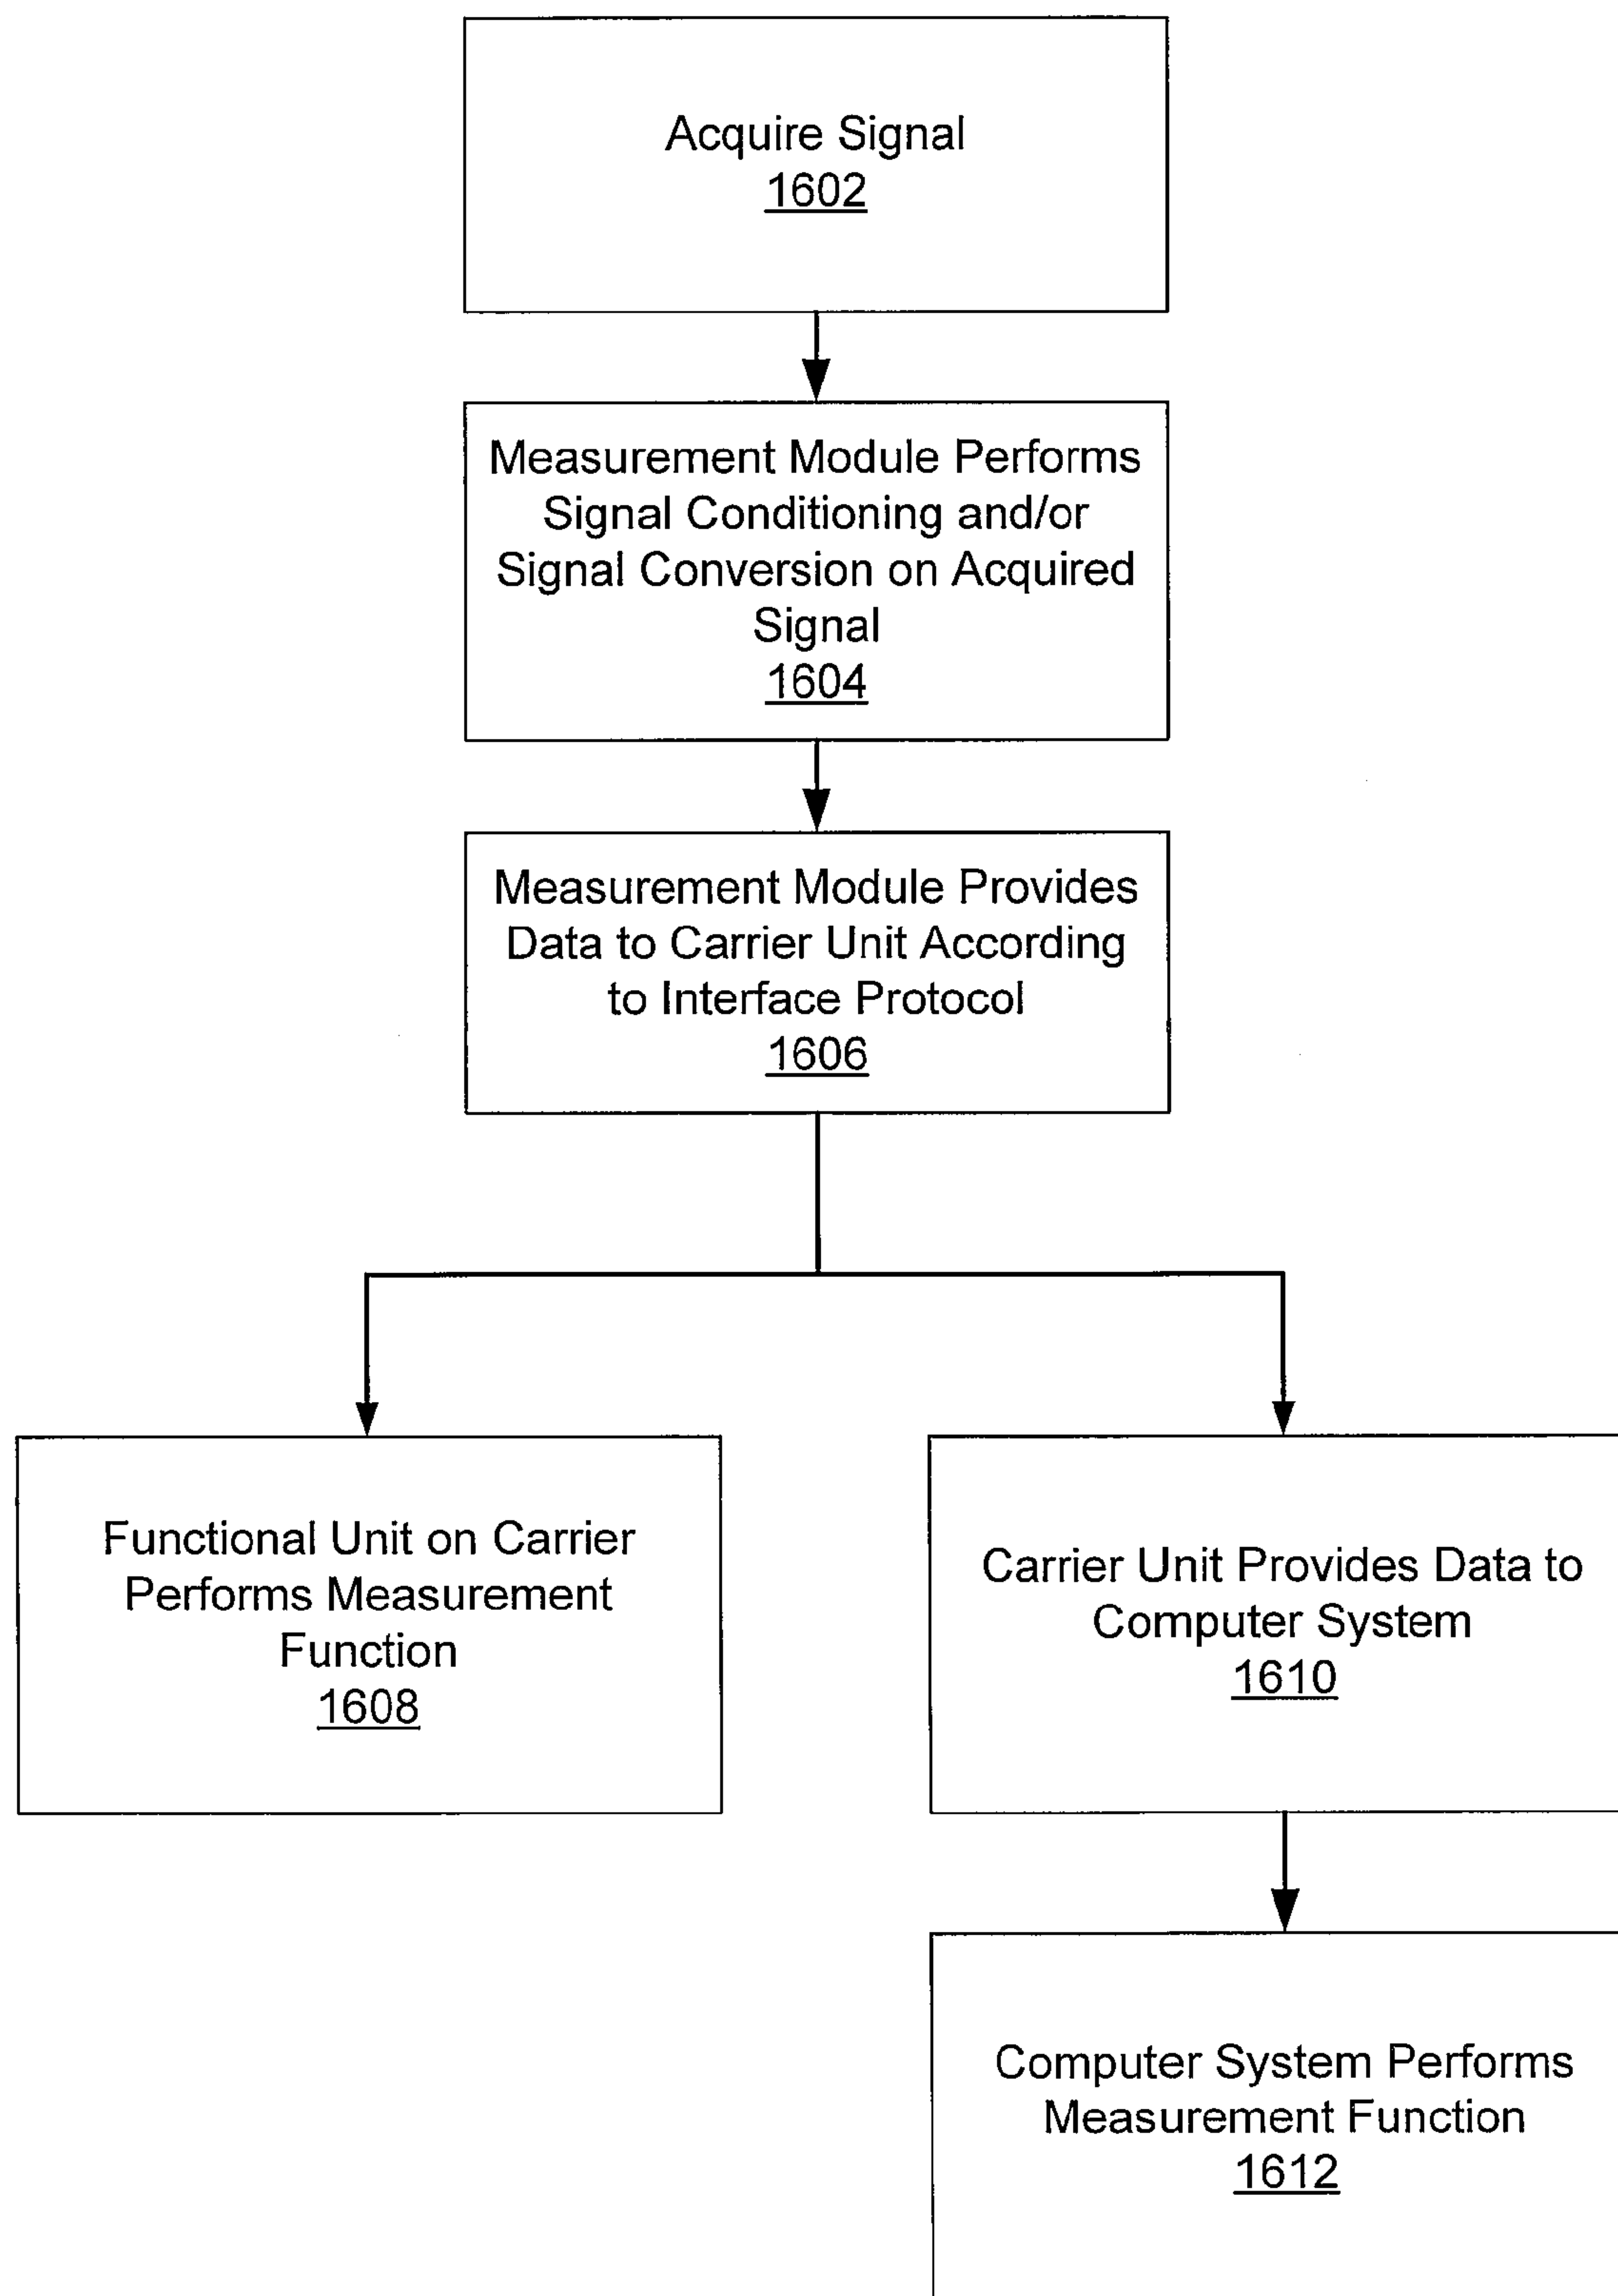 Acquire Signal
1602
Measurement Module Performs
Signal Conditioning and/or
Signal Conversion on Acquired
Signal
1604
Measurement Module Provides
Data to Carrier Unit According
to Interface Protocol
1606
Functional Unit on Carrier
Performs Measurement
Function
1608
Carrier Unit Provides Data to
Computer System
1610
Computer System Performs
Measurement Function
1612